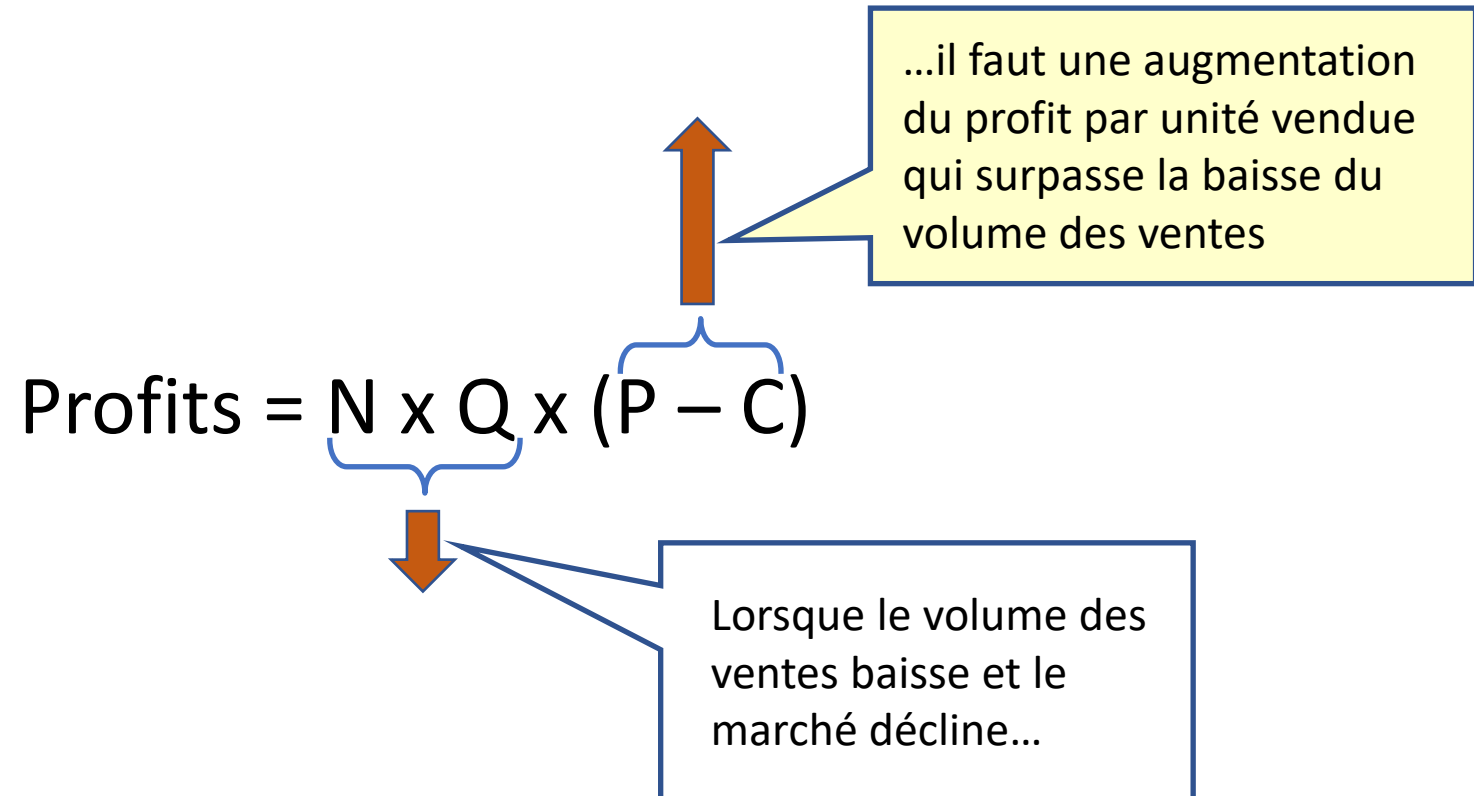 …il faut une augmentation
du profit par unité vendue
qui surpasse la baisse du
volume des ventes
Profits = N x Q x (P – C)
Lorsque le volume des
ventes baisse et le
marché décline…